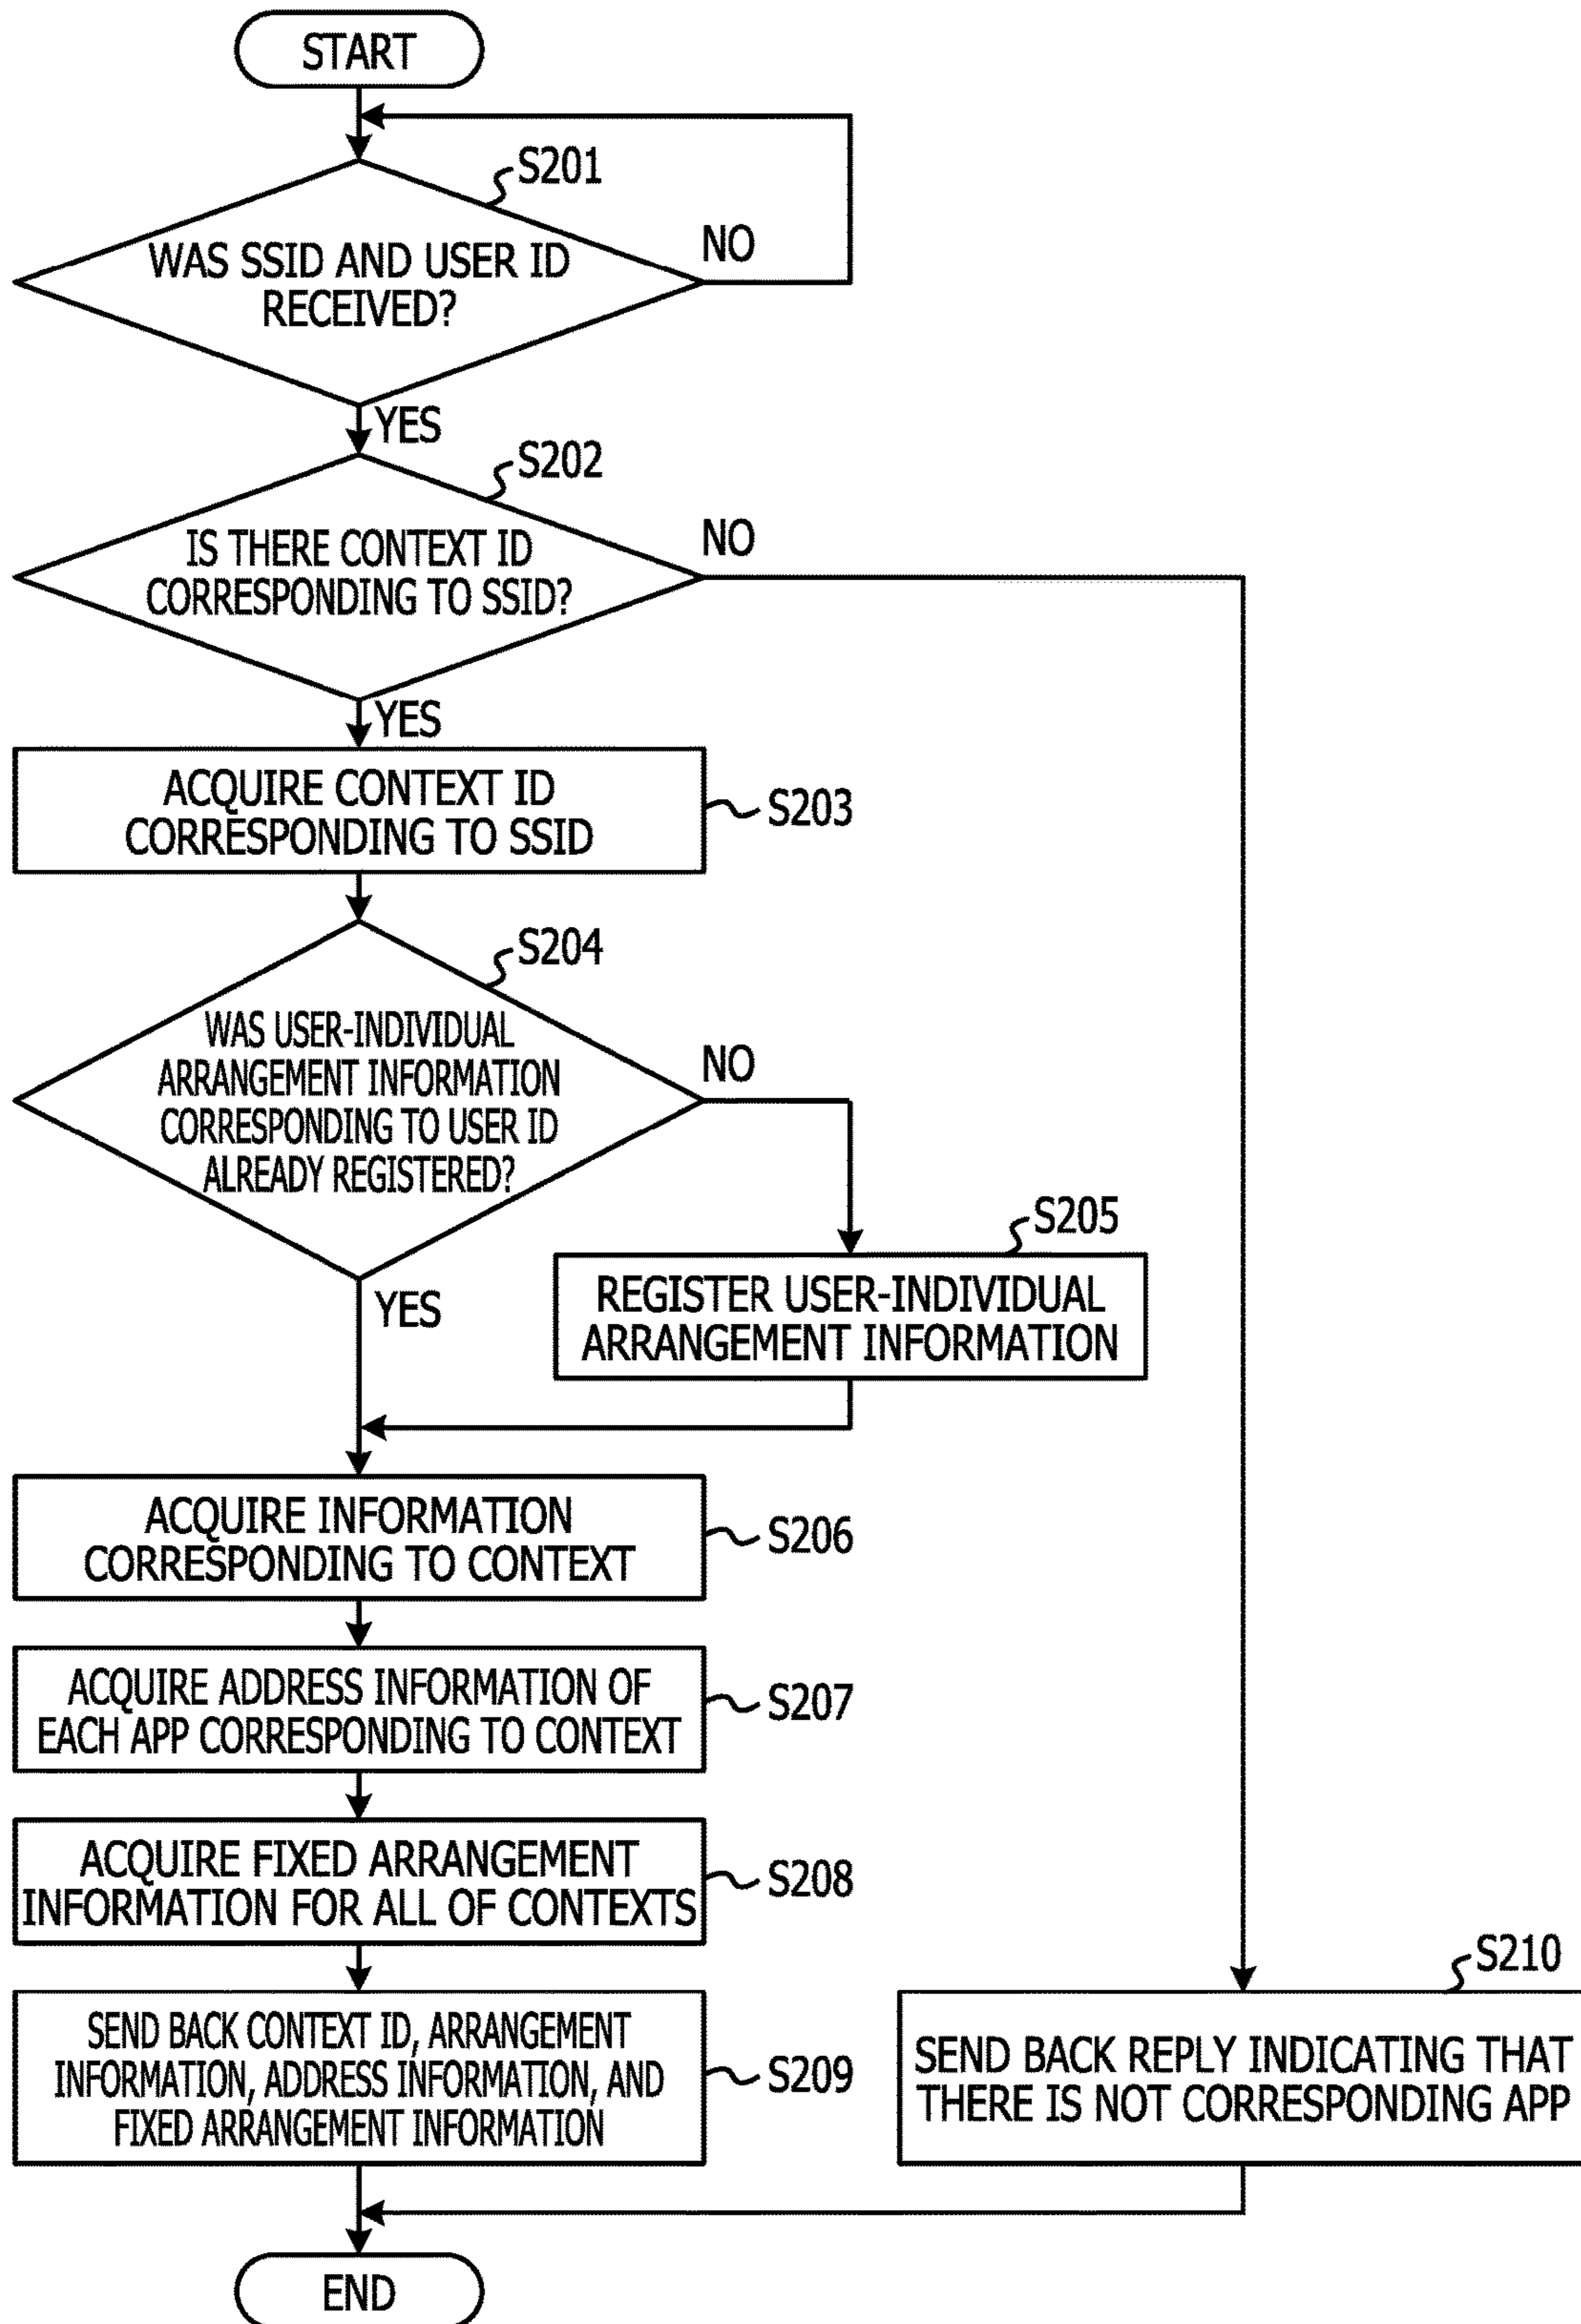 START
S201
WAS SSID AND USER ID
RECEIVED?
NO
YES
S202
IS THERE CONTEXT ID
CORRESPONDING TO SSID?
NO
YES
ACQUIRE CONTEXT ID
CORRESPONDING TO SSID
S203
S204
WAS USER-INDIVIDUAL
ARRANGEMENT INFORMATION
CORRESPONDING TO USER ID
ALREADY REGISTERED?
NO
YES
S205
REGISTER USER-INDIVIDUAL
ARRANGEMENT INFORMATION
ACQUIRE INFORMATION
CORRESPONDING TO CONTEXT
S206
ACQUIRE ADDRESS INFORMATION OF
EACH APP CORRESPONDING TO CONTEXT
S207
ACQUIRE FIXED ARRANGEMENT
INFORMATION FOR ALL OF CONTEXTS
S208
SEND BACK CONTEXT ID, ARRANGEMENT
INFORMATION, ADDRESS INFORMATION, AND
FIXED ARRANGEMENT INFORMATION
S209
S210
SEND BACK REPLY INDICATING THAT
THERE IS NOT CORRESPONDING APP
END